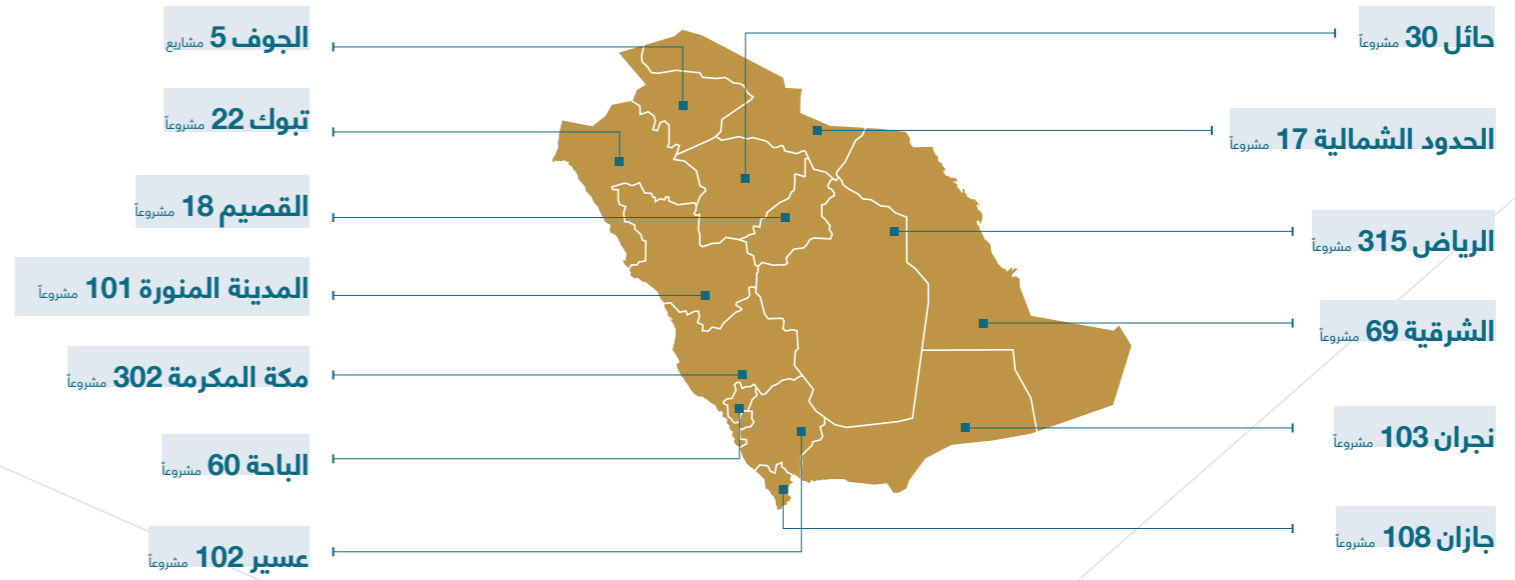 حائل 30 مشروعاً
الحدود الشمالية 17 مشروعاً
الرياض 315 مشروعاً
الشرقية 69 مشروعاً
نجران 103 مشروعاً
جازان 108 مشروعاً
الجوف 5 مشاريع
تبوك 22 مشروعاً
القصيم 18 مشروعاً
المدينة المنورة 101 مشروعاً
مكة المكرمة 302 مشروعاً
الباحة 60 مشروعاً
عسير 102 مشروعاً